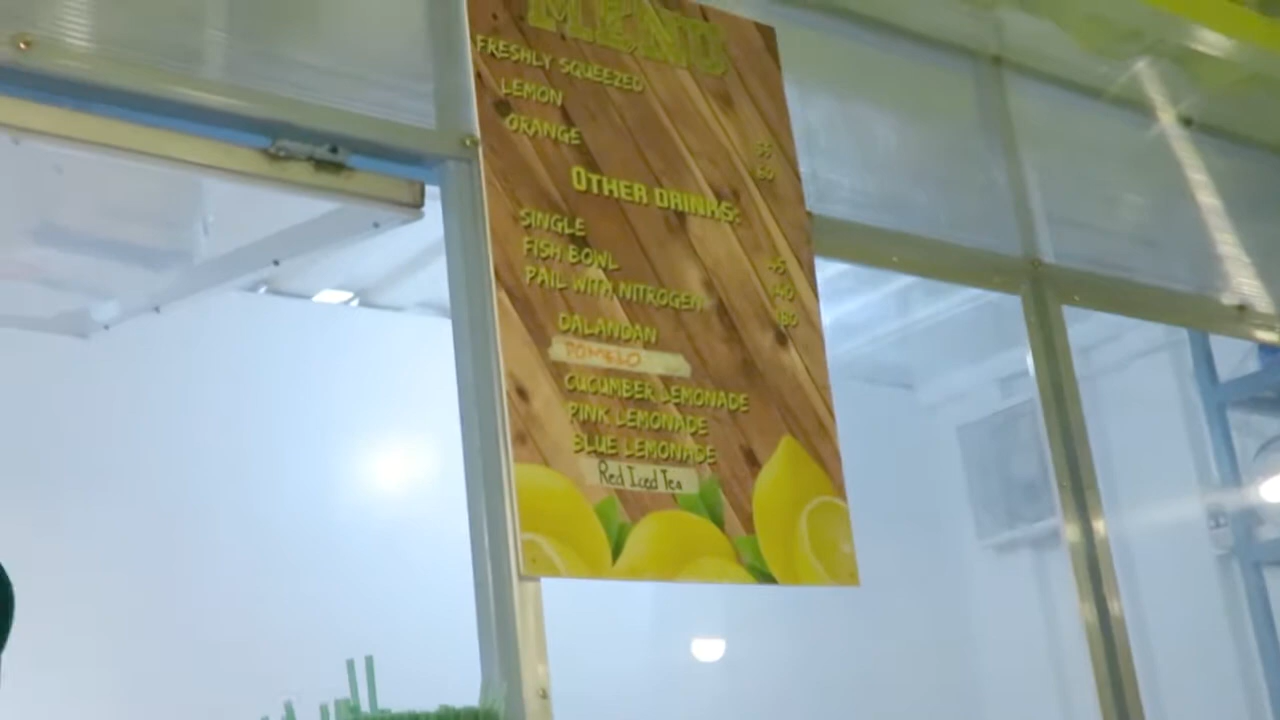 MENU
FRESHLY SQUEEZED
LEMON
ORANGE
55
60
OTHER DRINKS:
SINGLE
FISH BOWL
PAIL WITH NITROGEN
45
140
180
DALANDAN
POMELO
CUCUMBER LEMONADE
PINK LEMONADE
BLUE LEMONADE
Red Iced Tea